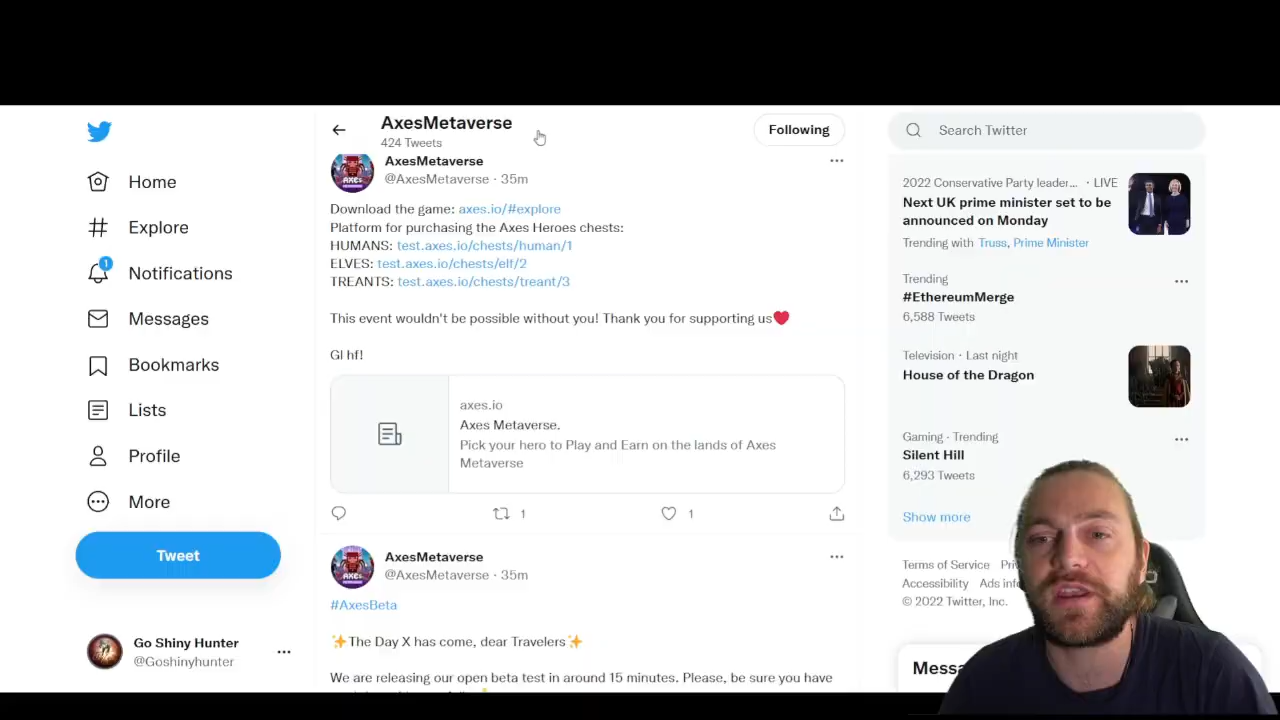 AxesMetaverse
424 Tweets
Following
Search Twitter
Home
Explore
1
Notifications
Messages
Bookmarks
Lists
Profile
More
Tweet
Go Shiny Hunter
@Goshinyhunter
AXES
AxesMetaverse
@AxesMetaverse · 35m
Download the game: axes.io/#explore
Platform for purchasing the Axes Heroes chests:
HUMANS: test.axes.io/chests/human/1
ELVES: test.axes.io/chests/elf/2
TREANTS: test.axes.io/chests/treant/3
This event wouldn't be possible without you! Thank you for supporting us❤️
Gl hf!
axes.io
Axes Metaverse.
Pick your hero to Play and Earn on the lands of Axes
Metaverse
1
1
AXES
AxesMetaverse
@AxesMetaverse · 35m
#AxesBeta
✨The Day X has come, dear Travelers✨
We are releasing our open beta test in around 15 minutes. Please, be sure you have
2022 Conservative Party leader... · LIVE
Next UK prime minister set to be
announced on Monday
Trending with Truss, Prime Minister
Trending
#EthereumMerge
6,588 Tweets
Television · Last night
House of the Dragon
Gaming · Trending
Silent Hill
6,293 Tweets
Show more
Terms of Service
Accessibility Ads
© 2022 Twitter, Inc.